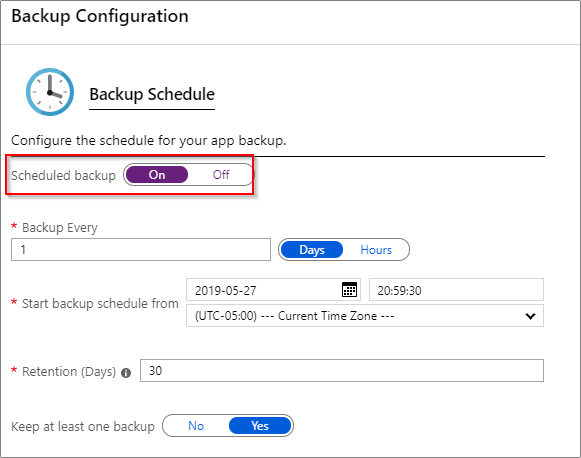 Backup Configuration
Backup Schedule
Configure the schedule for your app backup.
Scheduled backup On Off
* Backup Every
1 Days Hours
2019-05-27 20:59:30
* Start backup schedule from
(UTC-05:00) --- Current Time Zone ---
* Retention (Days) 30
Keep at least one backup No Yes